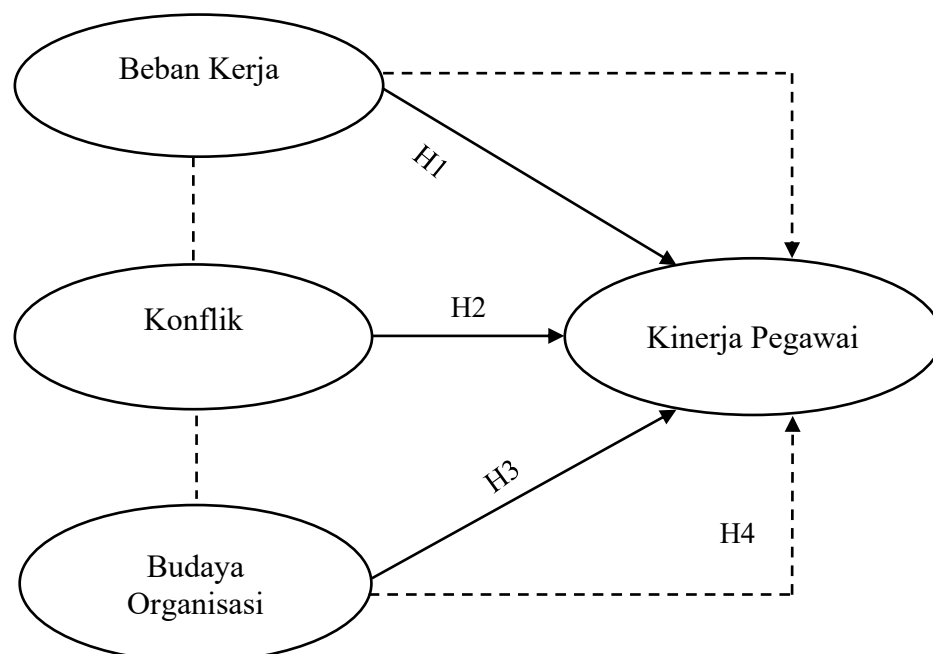 Beban Kerja
H1
Konflik
H2
Kinerja Pegawai
H3
Budaya
Organisasi
H4